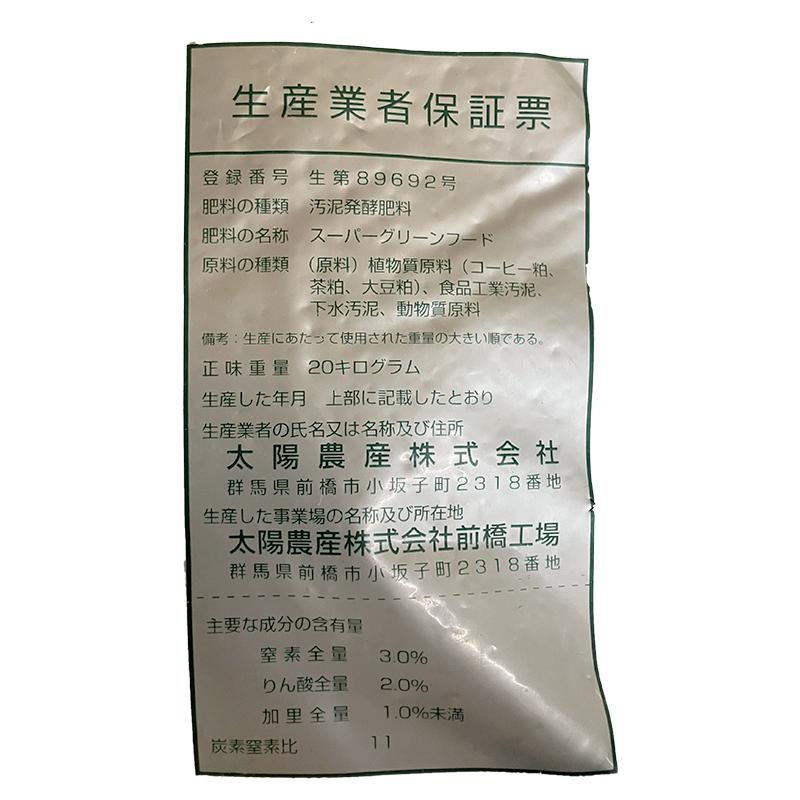 生産業者保証票
登録番号 生第89692号
肥料の種類 汚泥発酵肥料
肥料の名称 スーパーグリーンフード
原料の種類 (原料)植物質原料(コーヒー粕、
茶粕、大豆粕)、食品工業汚泥、
下水汚泥、動物質原料
備考:生産にあたって使用された重量の大きい順である。
正味重量 20キログラム
生産した年月 上部に記載したとおり
生産業者の氏名又は名称及び住所
太陽農産株式会社
群馬県前橋市小坂子町2318番地
生産した事業場の名称及び所在地
太陽農産株式会社前橋工場
群馬県前橋市小坂子町2318番地
主要な成分の含有量
窒素全量 3.0%
りん酸全量 2.0%
加里全量 1.0%未満
炭素窒素比 11